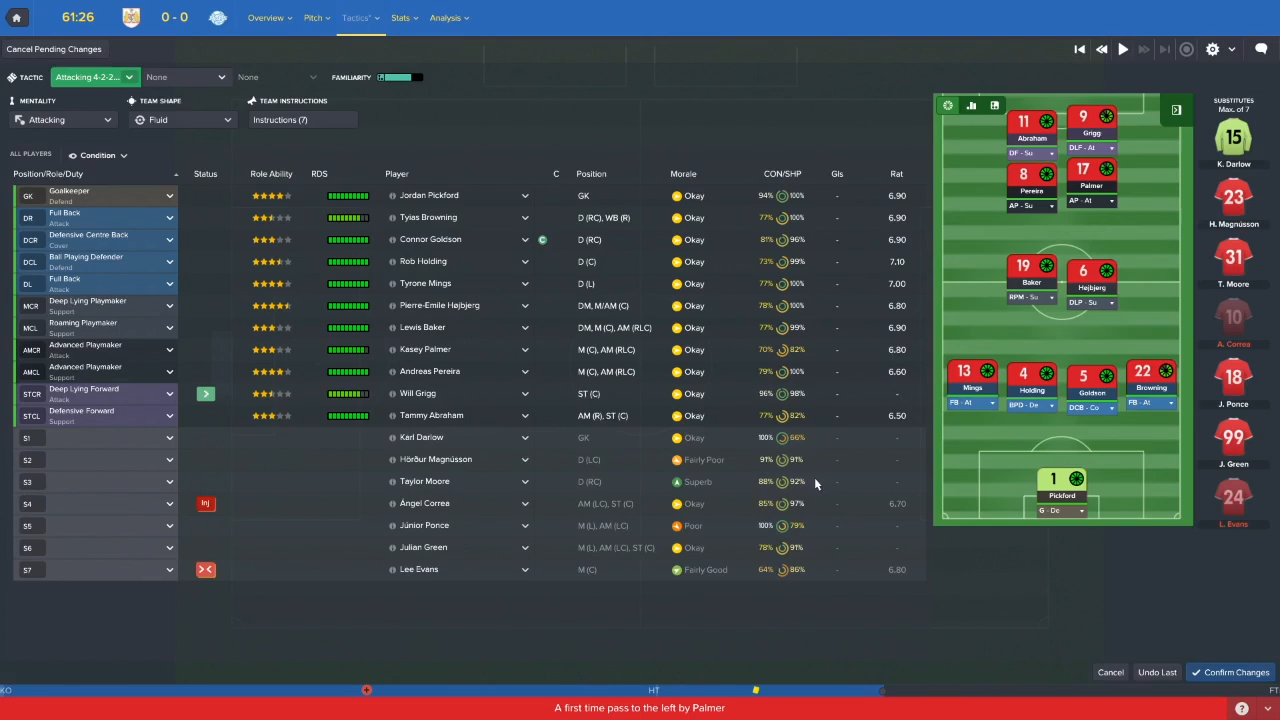 61:26 0 - 0 Overview Pitch Tactics* Stats Analysis
Cancel Pending Changes
TACTIC Attacking 4-2-2... None None FAMILIARITY
MENTALITY TEAM SHAPE TEAM INSTRUCTIONS
Attacking Fluid Instructions (7)
ALL PLAYERS Condition
Position/Role/Duty Status Role Ability RDS Player C Position Morale CON/SHP Gls Rat
GK Goalkeeper Defend Jordan Pickford GK Okay 94% 100% - 6.90
DR Full Back Attack Tyias Browning D (RC), WB (R) Okay 77% 100% - 6.90
DCR Defensive Centre Back Cover Connor Goldson C D (RC) Okay 81% 96% - 6.90
DCL Ball Playing Defender Defend Rob Holding D (C) Okay 73% 99% - 7.10
DL Full Back Attack Tyrone Mings D (L) Okay 77% 100% - 7.00
MCR Deep Lying Playmaker Support Pierre-Emile Højbjerg DM, M/AM (C) Okay 78% 100% - 6.80
MCL Roaming Playmaker Support Lewis Baker DM, M (C), AM (RLC) Okay 77% 99% - 6.90
AMCR Advanced Playmaker Attack Kasey Palmer M (C), AM (RLC) Okay 70% 82% - 6.80
AMCL Advanced Playmaker Support Andreas Pereira M (C), AM (RLC) Okay 79% 100% - 6.60
STCR Deep Lying Forward Attack Will Grigg ST (C) Okay 96% 98% - -
STCL Defensive Forward Support Tammy Abraham AM (R), ST (C) Okay 77% 82% - 6.50
S1 Karl Darlow GK Okay 100% 66% - -
S2 Hörður Magnússon D (LC) Fairly Poor 91% 91% - -
S3 Taylor Moore D (RC) Superb 88% 92% - -
S4 Inj Ángel Correa AM (LC), ST (C) Okay 85% 97% - 6.70
S5 Júnior Ponce M (L), AM (LC) Poor 100% 79% - -
S6 Julian Green M (L), AM (LC), ST (C) Okay 78% 91% - -
S7 Lee Evans M (C) Fairly Good 64% 86% - 6.80
11 9
Abraham Grigg
DF - Su DLF - At
8 17
Pereira Palmer
AP - Su AP - At
19 6
Baker Højbjerg
RPM - Su DLP - Su
13 4 5 22
Mings Holding Goldson Browning
FB - At BPD - De DCB - Co FB - At
1
Pickford
G - De
SUBSTITUTES
Max. of 7
15
K. Darlow
23
H. Magnússon
31
T. Moore
10
A. Correa
18
J. Ponce
99
J. Green
24
L. Evans
Cancel Undo Last Confirm Changes
KO HT FT
A first time pass to the left by Palmer
?